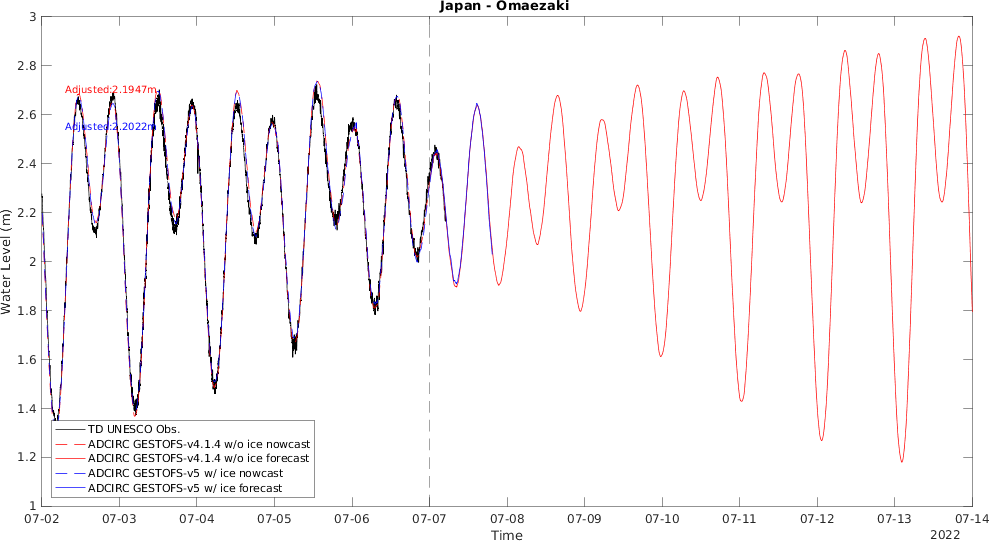 Japan - Omaezaki
Water Level (m)
3
2.8
2.6
2.4
2.2
2
1.8
1.6
1.4
1.2
1
Adjusted:2.1947m
Adjusted:2.2022m
TD UNESCO Obs.
ADCIRC GESTOFS-v4.1.4 w/o ice nowcast
ADCIRC GESTOFS-v4.1.4 w/o ice forecast
ADCIRC GESTOFS-v5 w/ ice nowcast
ADCIRC GESTOFS-v5 w/ ice forecast
07-02 07-03 07-04 07-05 07-06 07-07 07-08 07-09 07-10 07-11 07-12 07-13 07-14
Time
2022